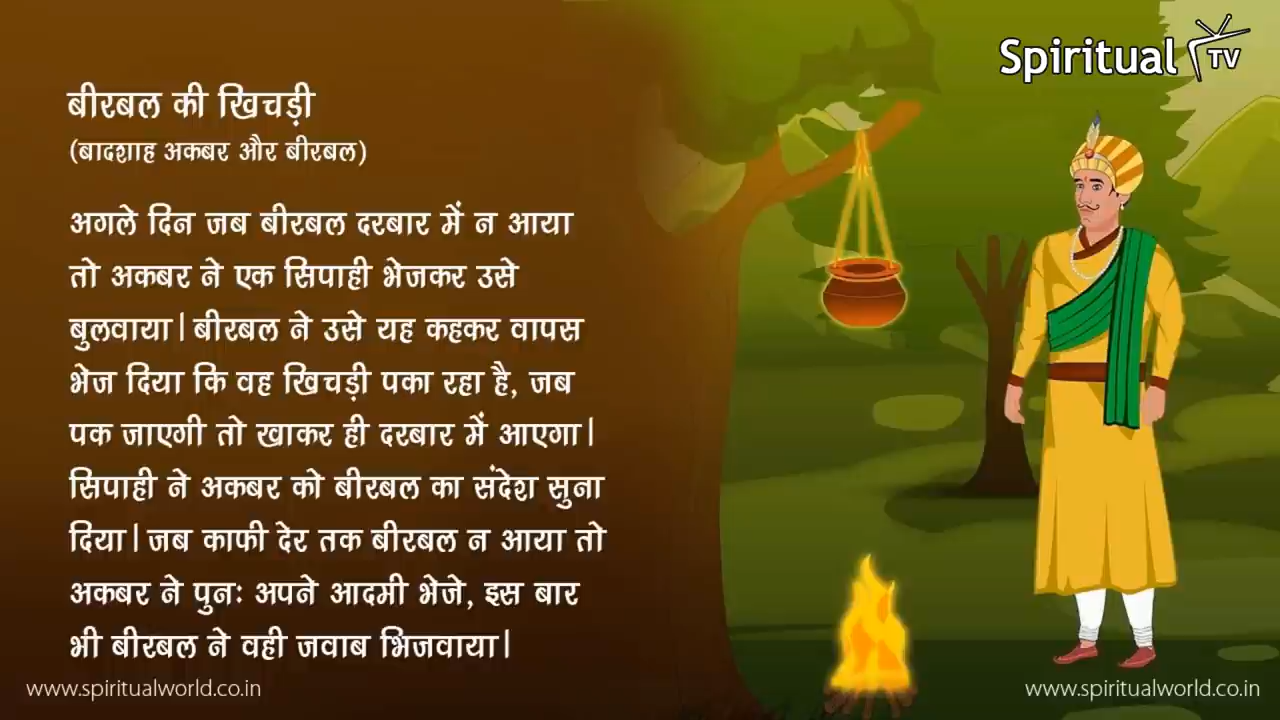 Spiritual TV
बीरबल की खिचड़ी
(बादशाह अकबर और बीरबल)
अगले दिन जब बीरबल दरबार में न आया
तो अकबर ने एक सिपाही भेजकर उसे
बुलवाया। बीरबल ने उसे यह कहकर वापस
भेज दिया कि वह खिचड़ी पका रहा है, जब
पक जाएगी तो खाकर ही दरबार में आएगा।
सिपाही ने अकबर को बीरबल का संदेश सुना
दिया। जब काफी देर तक बीरबल न आया तो
अकबर ने पुनः अपने आदमी भेजे, इस बार
भी बीरबल ने वही जवाब भिजवाया।
www.spiritualworld.co.in
www.spiritualworld.co.in